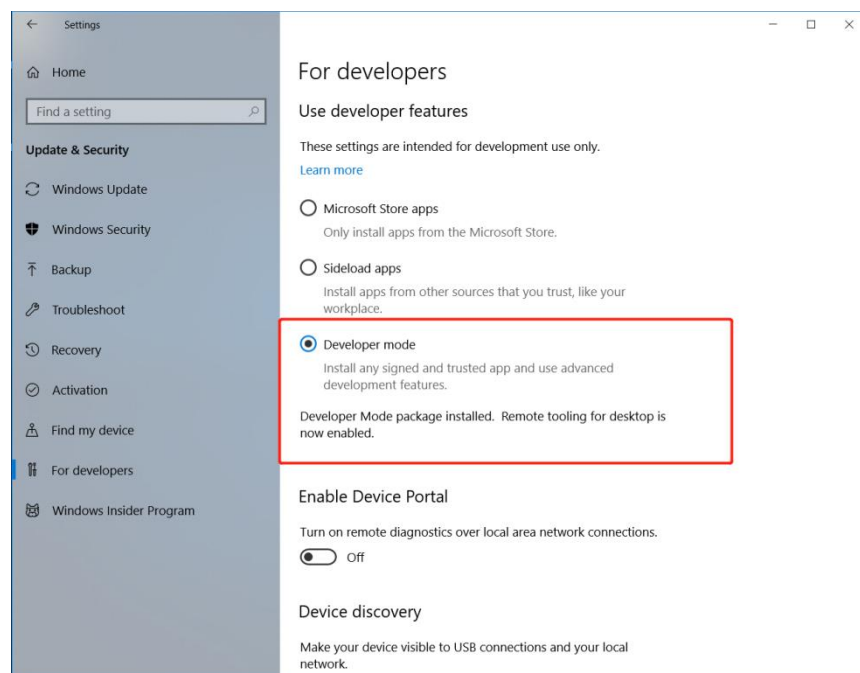 Settings
Home
Find a setting
Update & Security
Windows Update
Windows Security
Backup
Troubleshoot
Recovery
Activation
Find my device
For developers
Windows Insider Program
For developers
Use developer features
These settings are intended for development use only.
Learn more
Microsoft Store apps
Only install apps from the Microsoft Store.
Sideload apps
Install apps from other sources that you trust, like your
workplace.
Developer mode
Install any signed and trusted app and use advanced
development features.
Developer Mode package installed.  Remote tooling for desktop is
now enabled.
Enable Device Portal
Turn on remote diagnostics over local area network connections.
Off
Device discovery
Make your device visible to USB connections and your local
network.